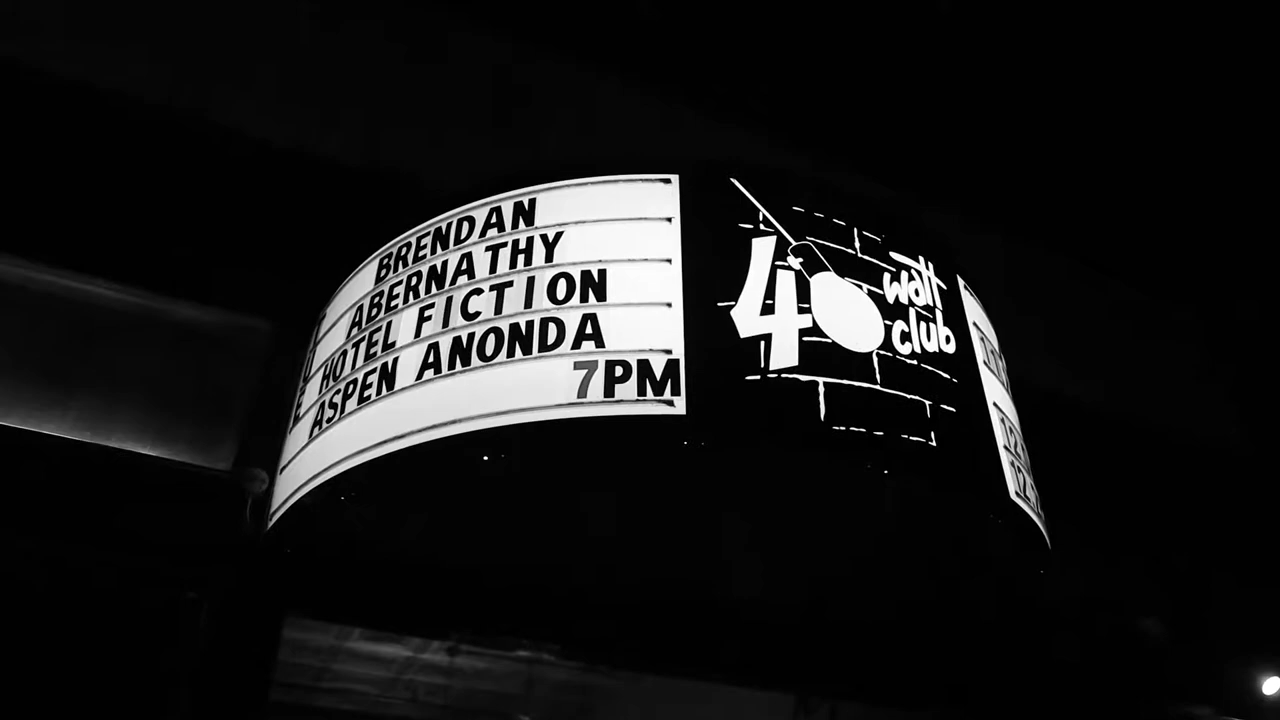 BRENDAN
ABERNATHY
HOTEL FICTION
ASPEN ANONDA
7PM
40 watt
club